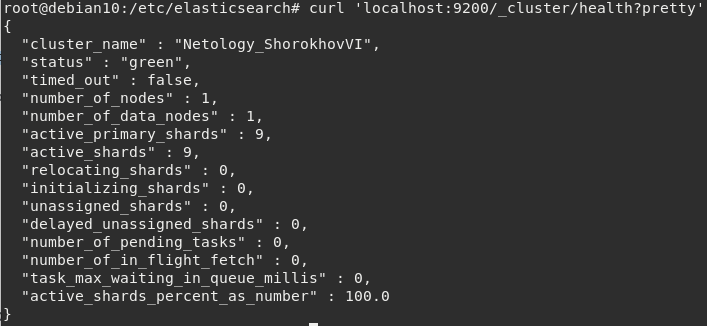 root@debian10:/etc/elasticsearch# curl 'localhost:9200/_cluster/health?pretty'
{
  "cluster_name" : "Netology_ShorokhovVI",
  "status" : "green",
  "timed_out" : false,
  "number_of_nodes" : 1,
  "number_of_data_nodes" : 1,
  "active_primary_shards" : 9,
  "active_shards" : 9,
  "relocating_shards" : 0,
  "initializing_shards" : 0,
  "unassigned_shards" : 0,
  "delayed_unassigned_shards" : 0,
  "number_of_pending_tasks" : 0,
  "number_of_in_flight_fetch" : 0,
  "task_max_waiting_in_queue_millis" : 0,
  "active_shards_percent_as_number" : 100.0
}